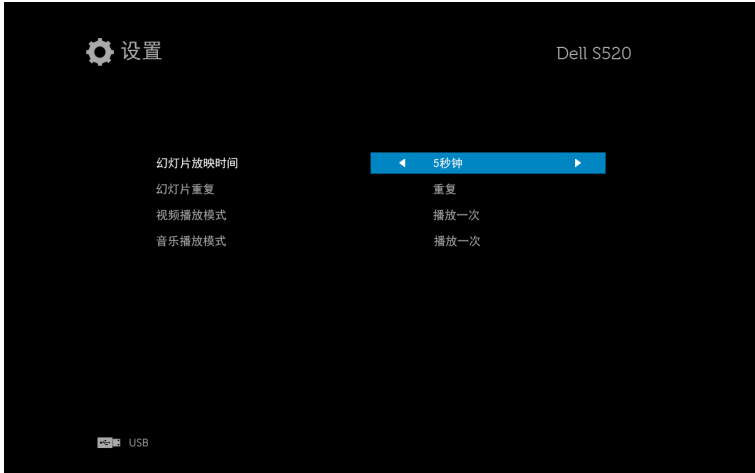 设置
Dell S520
幻灯片放映时间 5秒钟
幻灯片重复 重复
视频播放模式 播放一次
音乐播放模式 播放一次
USB